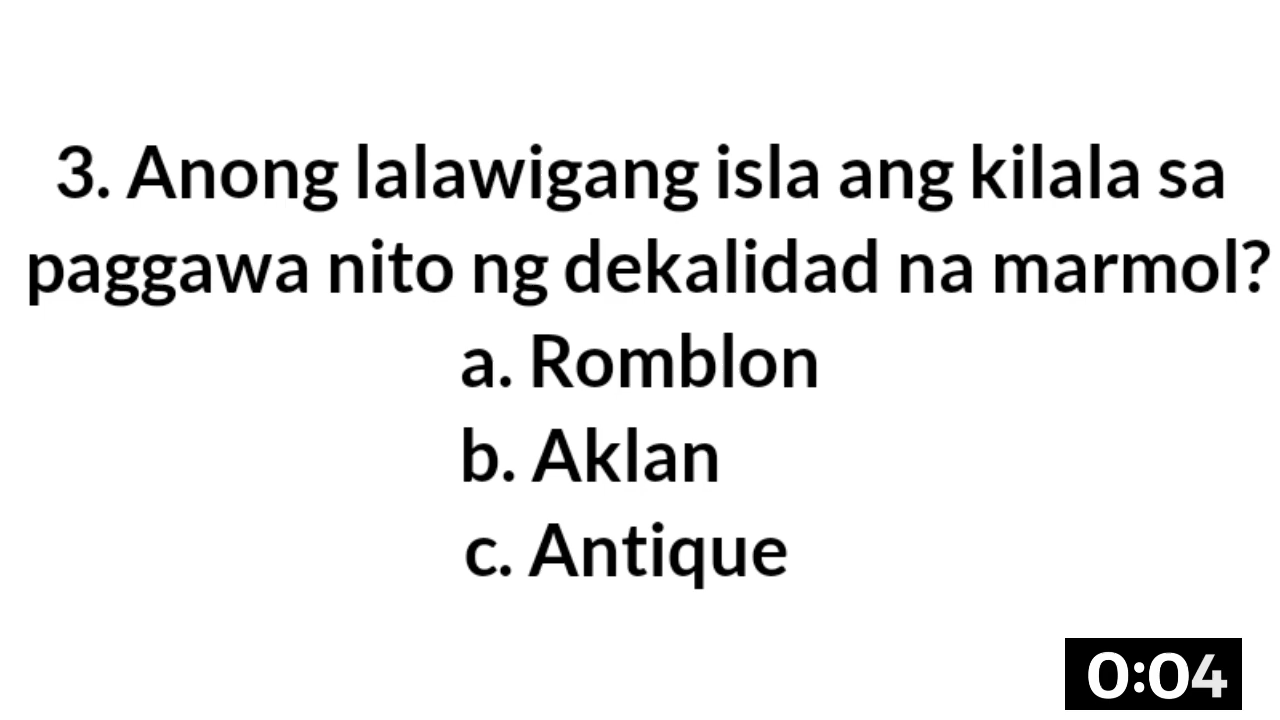 3. Anong lalawigang isla ang kilala sa
paggawa nito ng dekalidad na marmol?
a. Romblon
b. Aklan
c. Antique
0:04